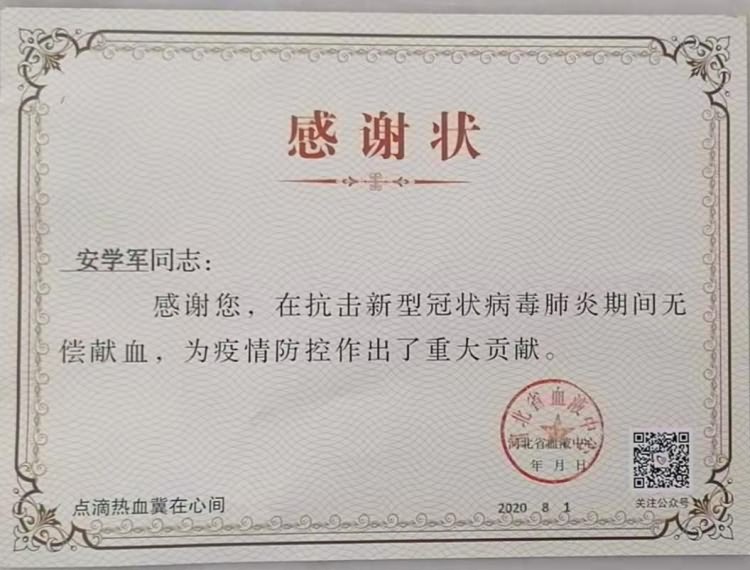 感谢状
安学军同志：
感谢您，在抗击新型冠状病毒肺炎期间无
偿献血，为疫情防控作出了重大贡献。
河北省血液中心
河北省血液中心
年 月 日
点滴热血冀在心间
2020 8 1
关注公众号